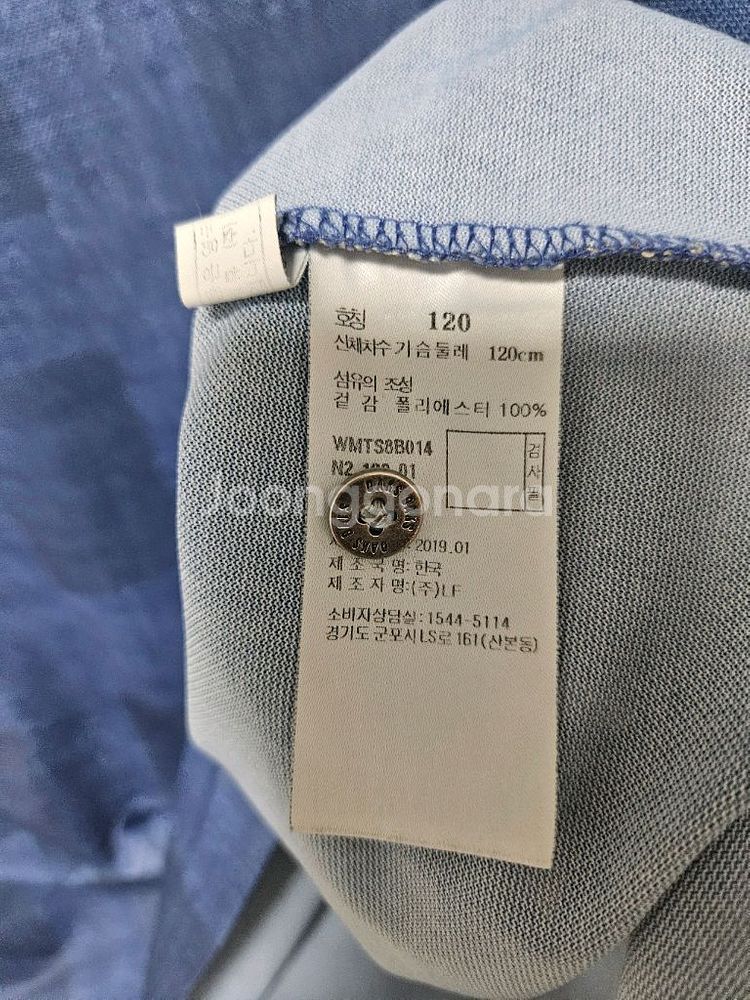 호칭 120
신체치수 가슴둘레 120cm
섬유의 조성
겉 감 폴리에스터 100%
WMTS8B014
N2
01
검사필
2019.01
제 조 국 명:한국
제 조 자 명:(주)LF
소비자상담실:1544-5114
경기도 군포시LS로 161(산본동)
Joonggonara